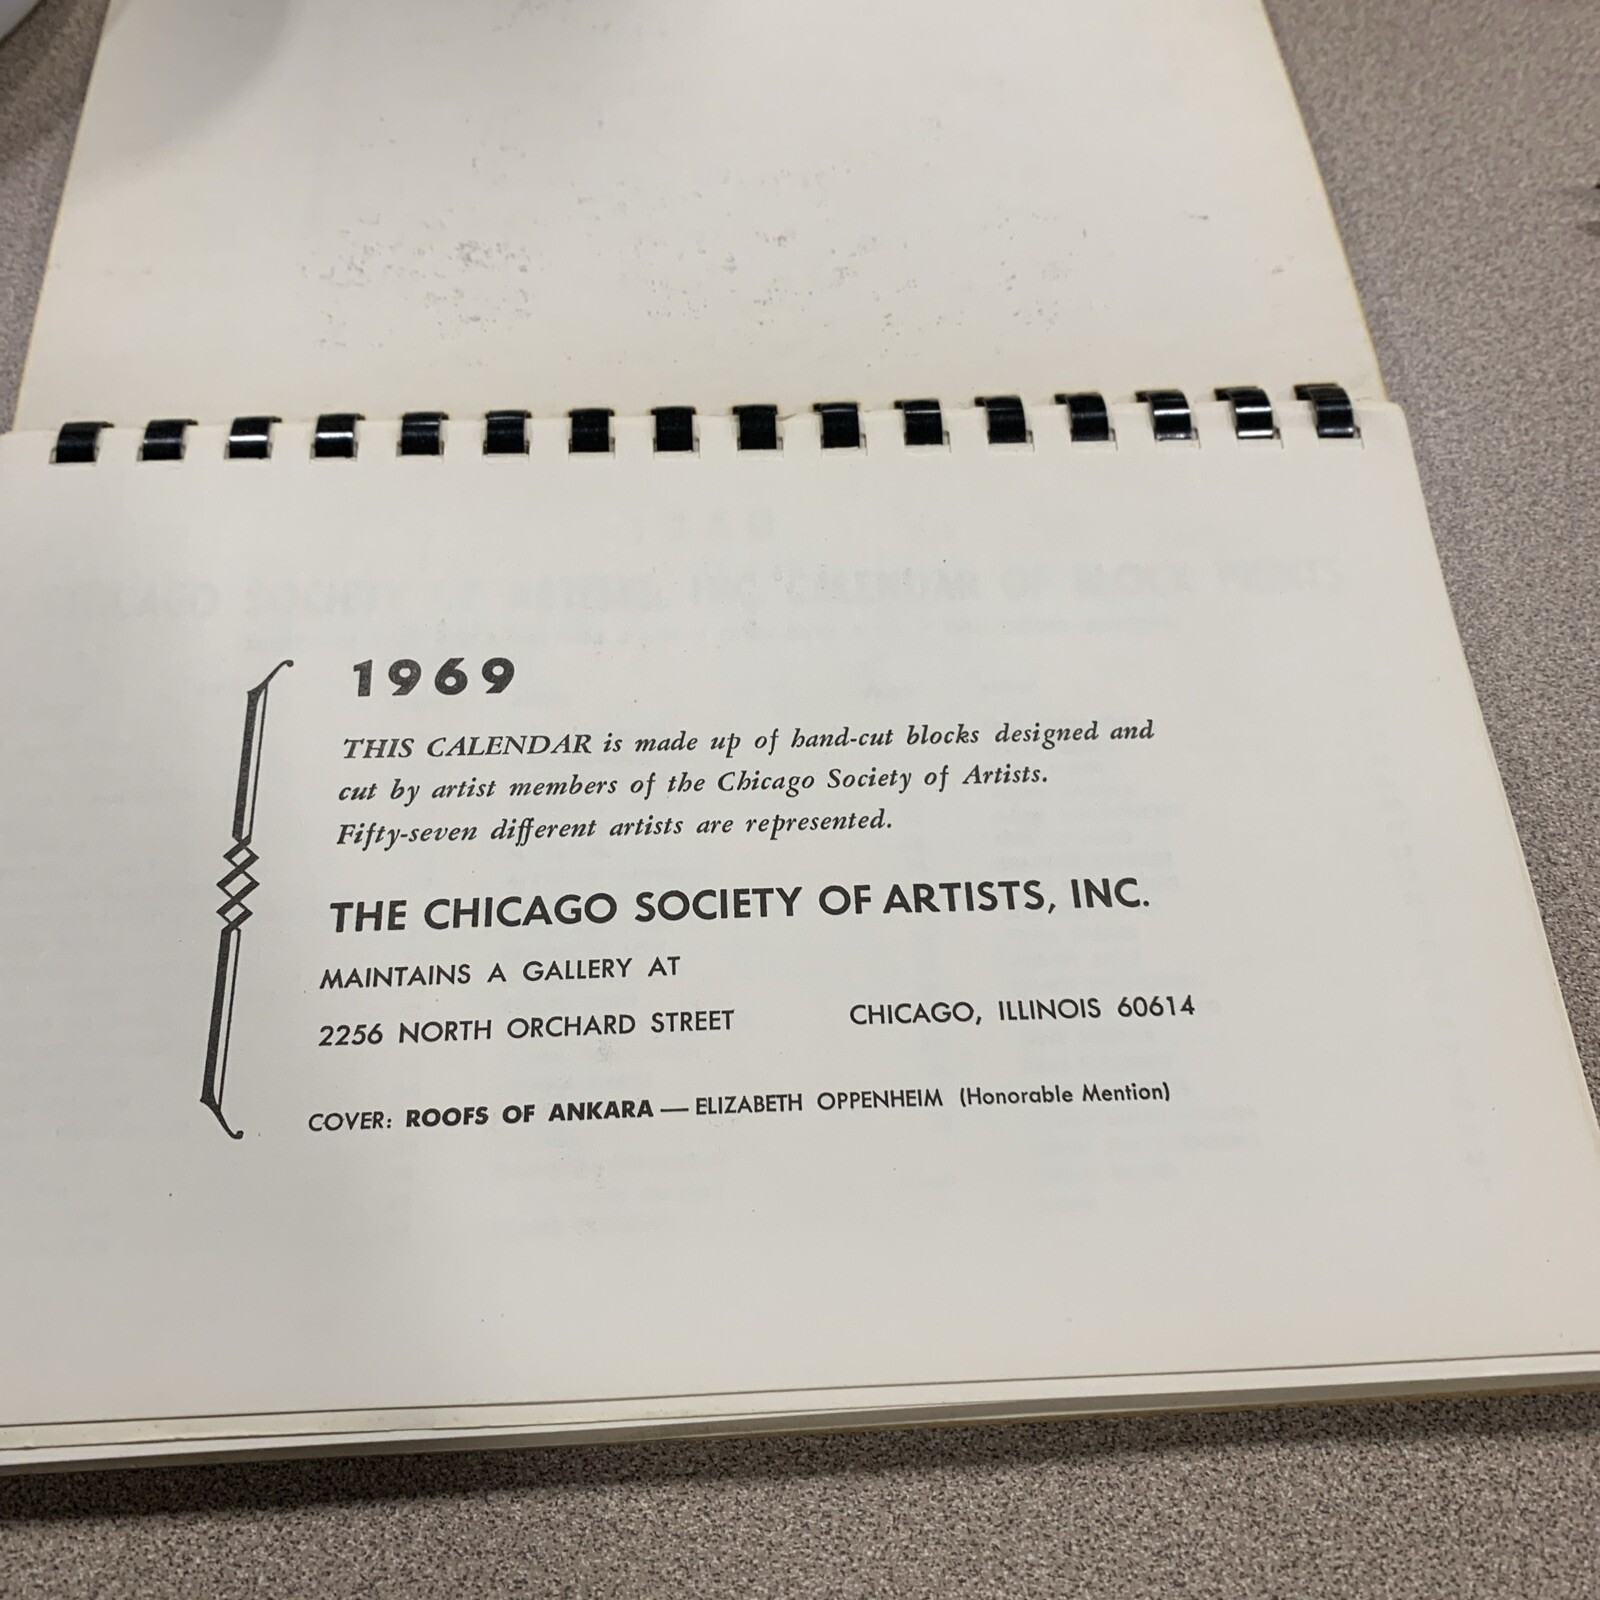 1969
THIS CALENDAR is made up of hand-cut blocks designed and
cut by artist members of the Chicago Society of Artists.
Fifty-seven different artists are represented.
THE CHICAGO SOCIETY OF ARTISTS, INC.
MAINTAINS A GALLERY AT
2256 NORTH ORCHARD STREET CHICAGO, ILLINOIS 60614
COVER: ROOFS OF ANKARA — ELIZABETH OPPENHEIM (Honorable Mention)